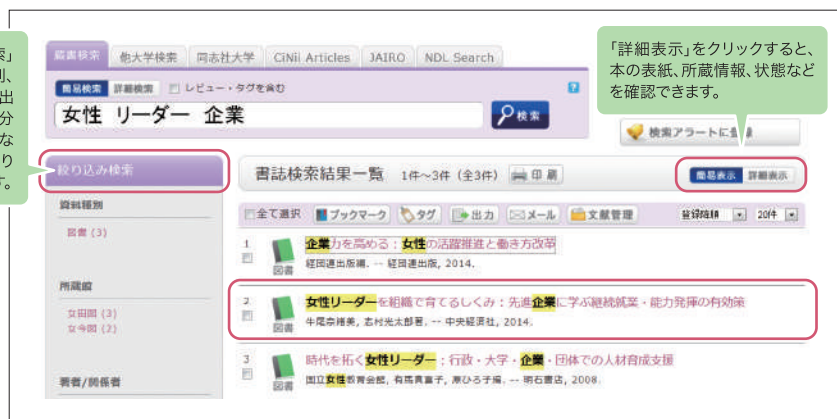 索」
別、
出
分
な
り
す。
蔵書検索 他大学検索 同志社大学 CiNii Articles JAIRO NDL Search
簡易検索 詳細検索 レビュー・タグを含む
?
女性 リーダー 企業
検索
「詳細表示」をクリックすると、
本の表紙、所蔵情報、状態など
を確認できます。
検索アラートに登録
絞り込み検索
書誌検索結果一覧 1件～3件 (全3件) 印刷
簡易表示 詳細表示
資料種別
図書 (3)
所蔵館
女田図 (3)
女今図 (2)
著者/関係者
全て選択 ブックマーク タグ 出力 メール 文献管理 登録降順 20件
1
図書
企業力を高める : 女性の活躍推進と働き方改革
経団連出版編. -- 経団連出版, 2014.
2
図書
女性リーダーを組織で育てるしくみ : 先進企業に学ぶ継続就業・能力発揮の有効策
牛尾奈緒美, 志村光太郎著. -- 中央経済社, 2014.
3
図書
時代を拓く女性リーダー : 行政・大学・企業・団体での人材育成支援
国立女性教育会館, 有馬真喜子, 原ひろ子編. -- 明石書店, 2008.